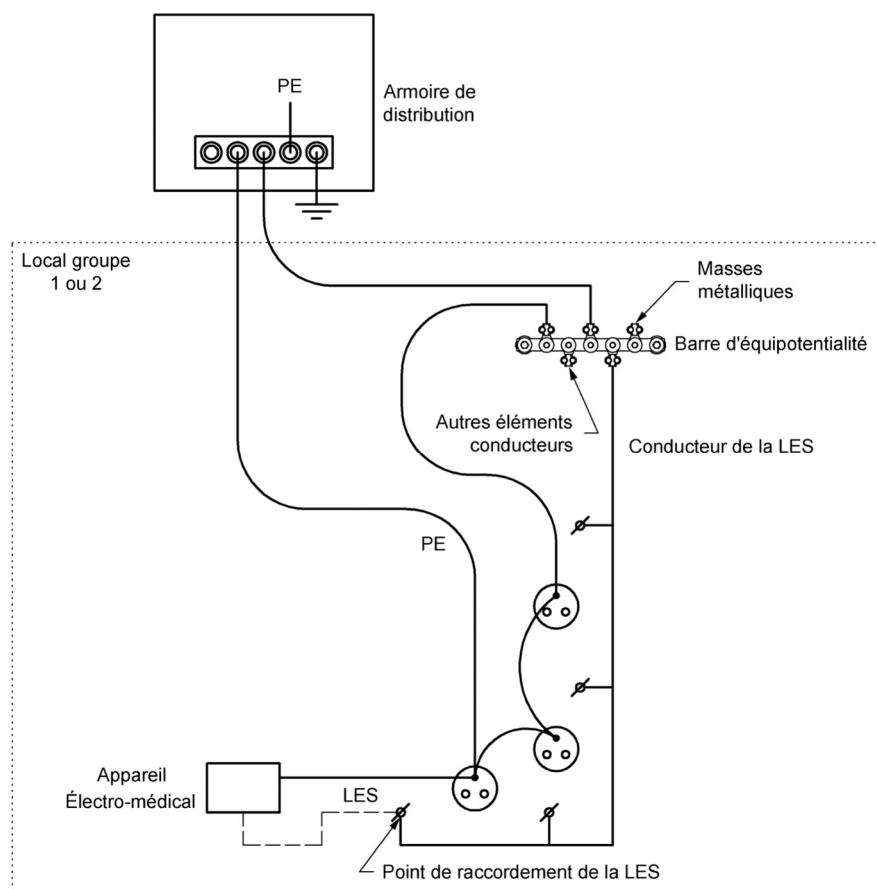 PE
Armoire de
distribution
Local groupe
1 ou 2
Masses
métalliques
Barre d'équipotentialité
Autres éléments
conducteurs
Conducteur de la LES
PE
Appareil
Électro-médical
LES
Point de raccordement de la LES